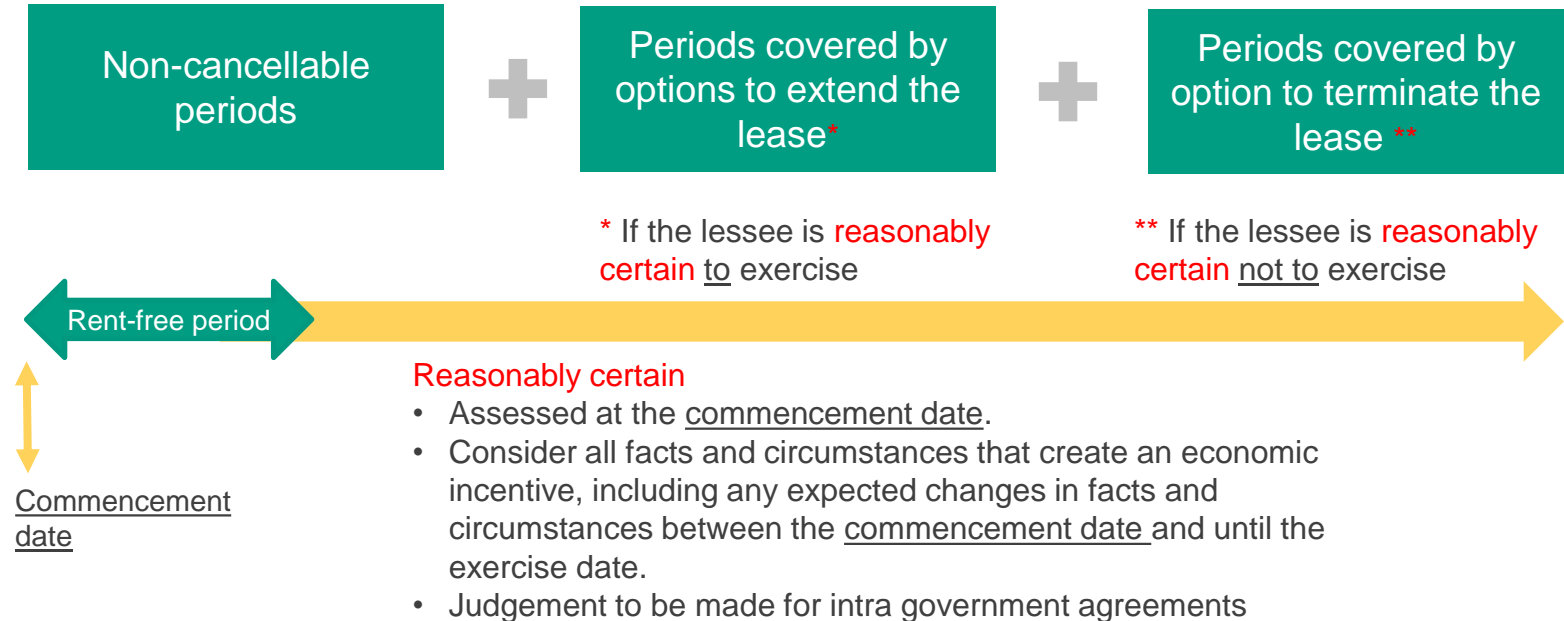 Non-cancellable
periods
Periods covered by
options to extend the
lease*
Periods covered by
option to terminate the
lease **
* If the lessee is reasonably
certain to exercise
** If the lessee is reasonably
certain not to exercise
Rent-free period
Commencement
date
Reasonably certain
• Assessed at the commencement date.
• Consider all facts and circumstances that create an economic
incentive, including any expected changes in facts and
circumstances between the commencement date and until the
exercise date.
• Judgement to be made for intra government agreements